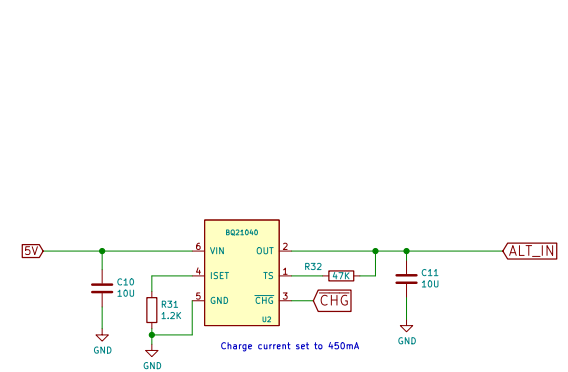 BQ21040
5V
6
VIN
OUT
2
ALT_IN
4
ISET
TS
1
R32
47K
C10
10U
C11
10U
R31
1.2K
5
GND
CHG
3
CHG
U2
GND
GND
GND
Charge current set to 450mA